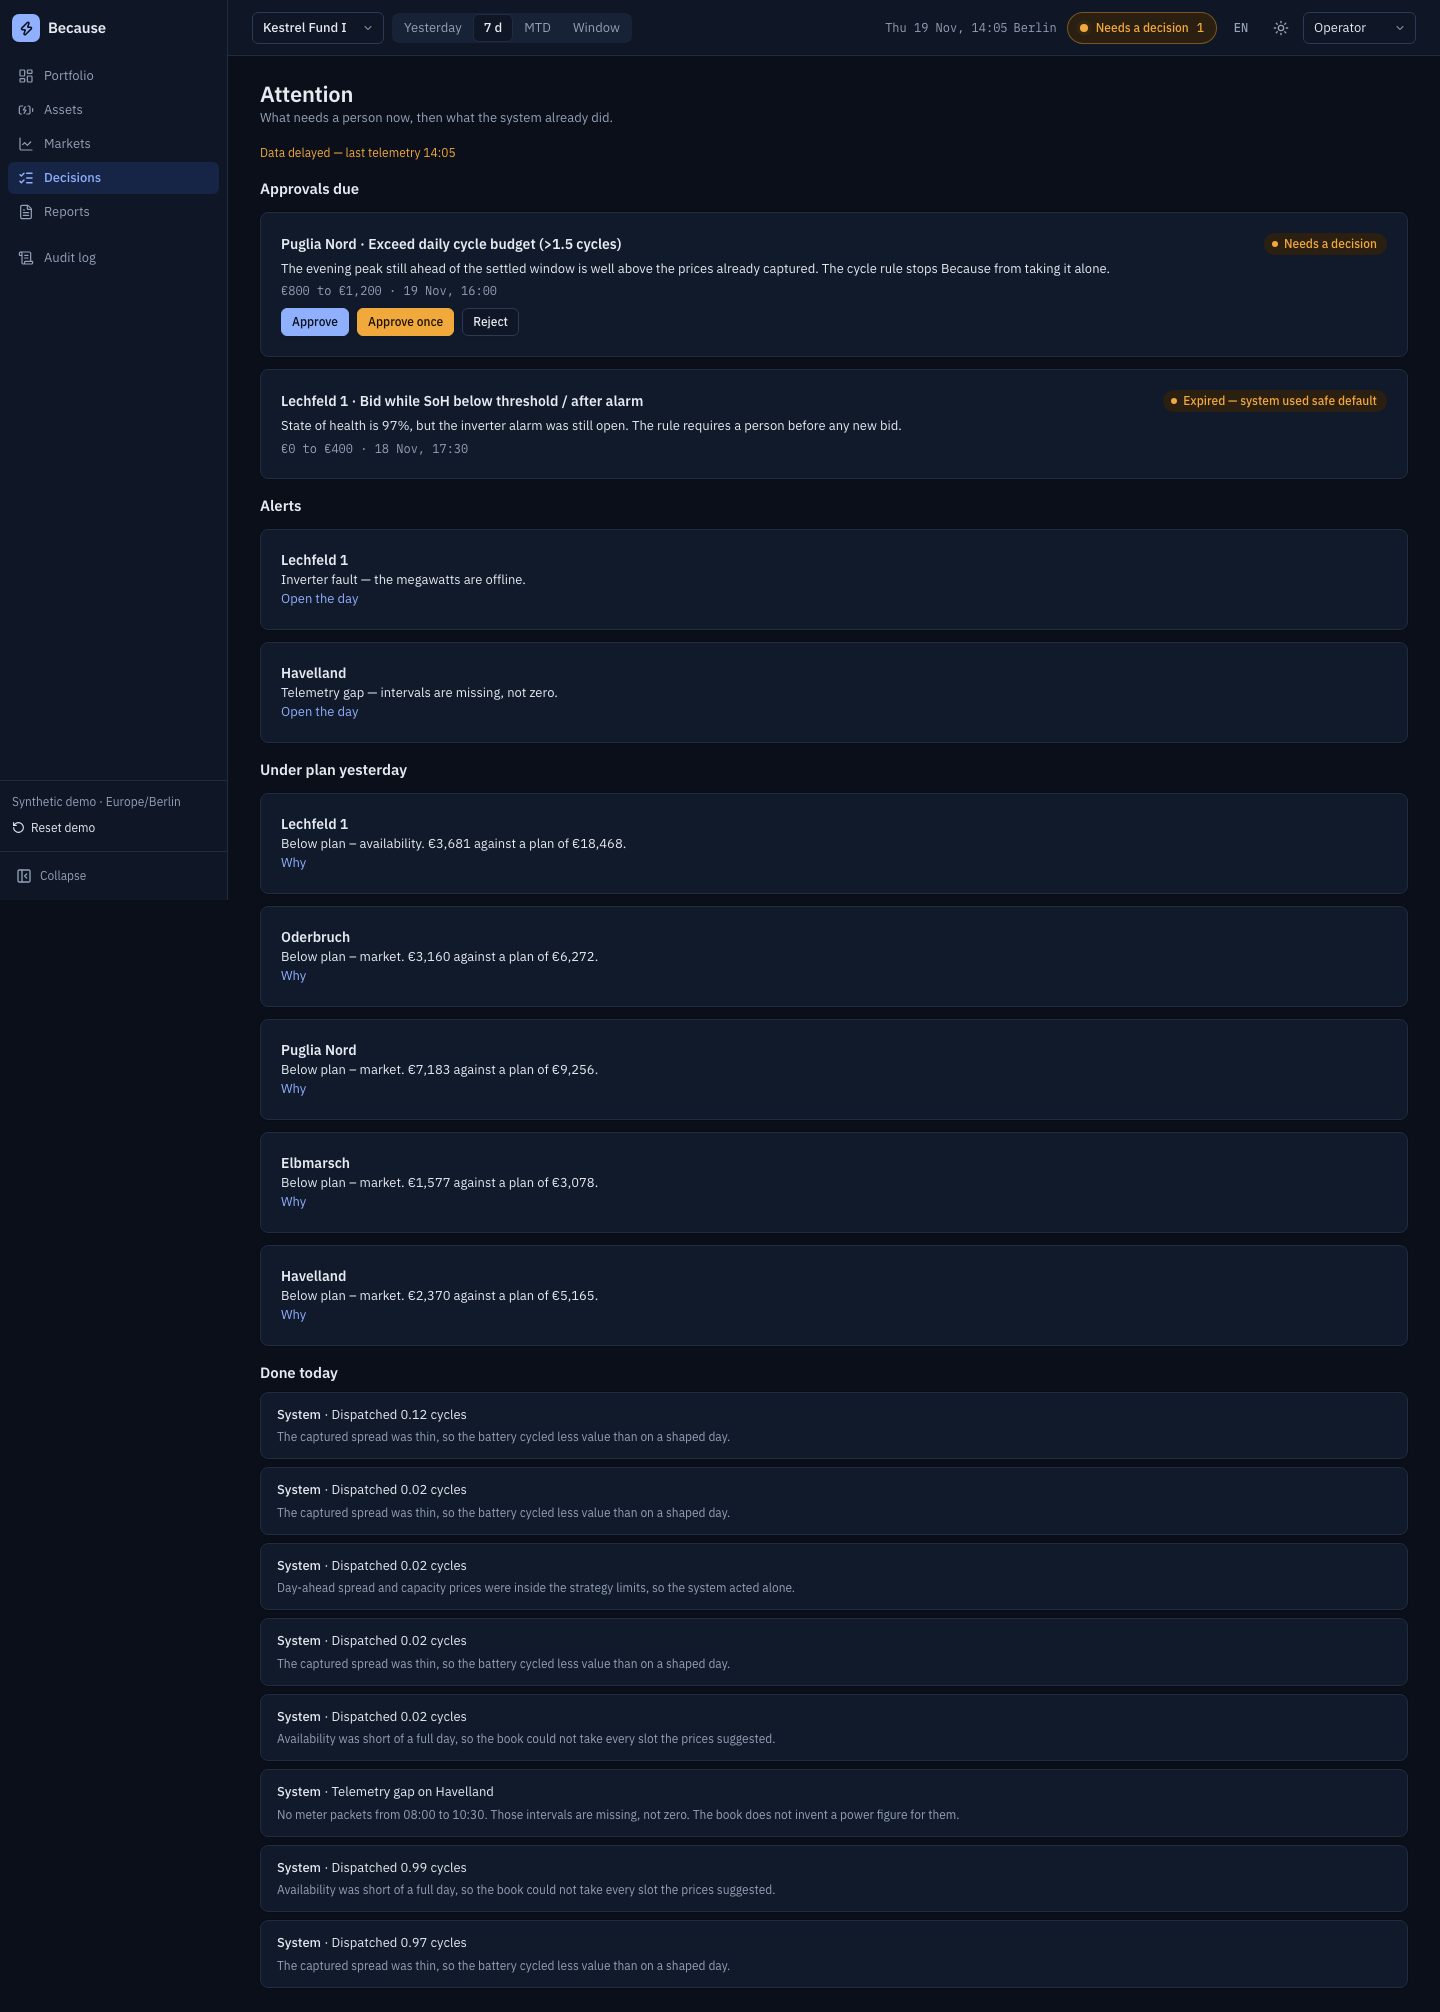 Because
Portfolio
Assets
Markets
Decisions
Reports
Audit log
Synthetic demo · Europe/Berlin
Reset demo
Collapse
Kestrel Fund I
Yesterday
7 d
MTD
Window
Thu 19 Nov, 14:05 Berlin
Needs a decision 1
EN
Operator
Attention
What needs a person now, then what the system already did.
Data delayed — last telemetry 14:05
Approvals due
Puglia Nord · Exceed daily cycle budget (>1.5 cycles)
Needs a decision
The evening peak still ahead of the settled window is well above the prices already captured. The cycle rule stops Because from taking it alone.
€800 to €1,200 · 19 Nov, 16:00
Approve
Approve once
Reject
Lechfeld 1 · Bid while SoH below threshold / after alarm
Expired — system used safe default
State of health is 97%, but the inverter alarm was still open. The rule requires a person before any new bid.
€0 to €400 · 18 Nov, 17:30
Alerts
Lechfeld 1
Inverter fault — the megawatts are offline.
Open the day
Havelland
Telemetry gap — intervals are missing, not zero.
Open the day
Under plan yesterday
Lechfeld 1
Below plan – availability. €3,681 against a plan of €18,468.
Why
Oderbruch
Below plan – market. €3,160 against a plan of €6,272.
Why
Puglia Nord
Below plan – market. €7,183 against a plan of €9,256.
Why
Elbmarsch
Below plan – market. €1,577 against a plan of €3,078.
Why
Havelland
Below plan – market. €2,370 against a plan of €5,165.
Why
Done today
System · Dispatched 0.12 cycles
The captured spread was thin, so the battery cycled less value than on a shaped day.
System · Dispatched 0.02 cycles
The captured spread was thin, so the battery cycled less value than on a shaped day.
System · Dispatched 0.02 cycles
Day-ahead spread and capacity prices were inside the strategy limits, so the system acted alone.
System · Dispatched 0.02 cycles
The captured spread was thin, so the battery cycled less value than on a shaped day.
System · Dispatched 0.02 cycles
Availability was short of a full day, so the book could not take every slot the prices suggested.
System · Telemetry gap on Havelland
No meter packets from 08:00 to 10:30. Those intervals are missing, not zero. The book does not invent a power figure for them.
System · Dispatched 0.99 cycles
Availability was short of a full day, so the book could not take every slot the prices suggested.
System · Dispatched 0.97 cycles
The captured spread was thin, so the battery cycled less value than on a shaped day.